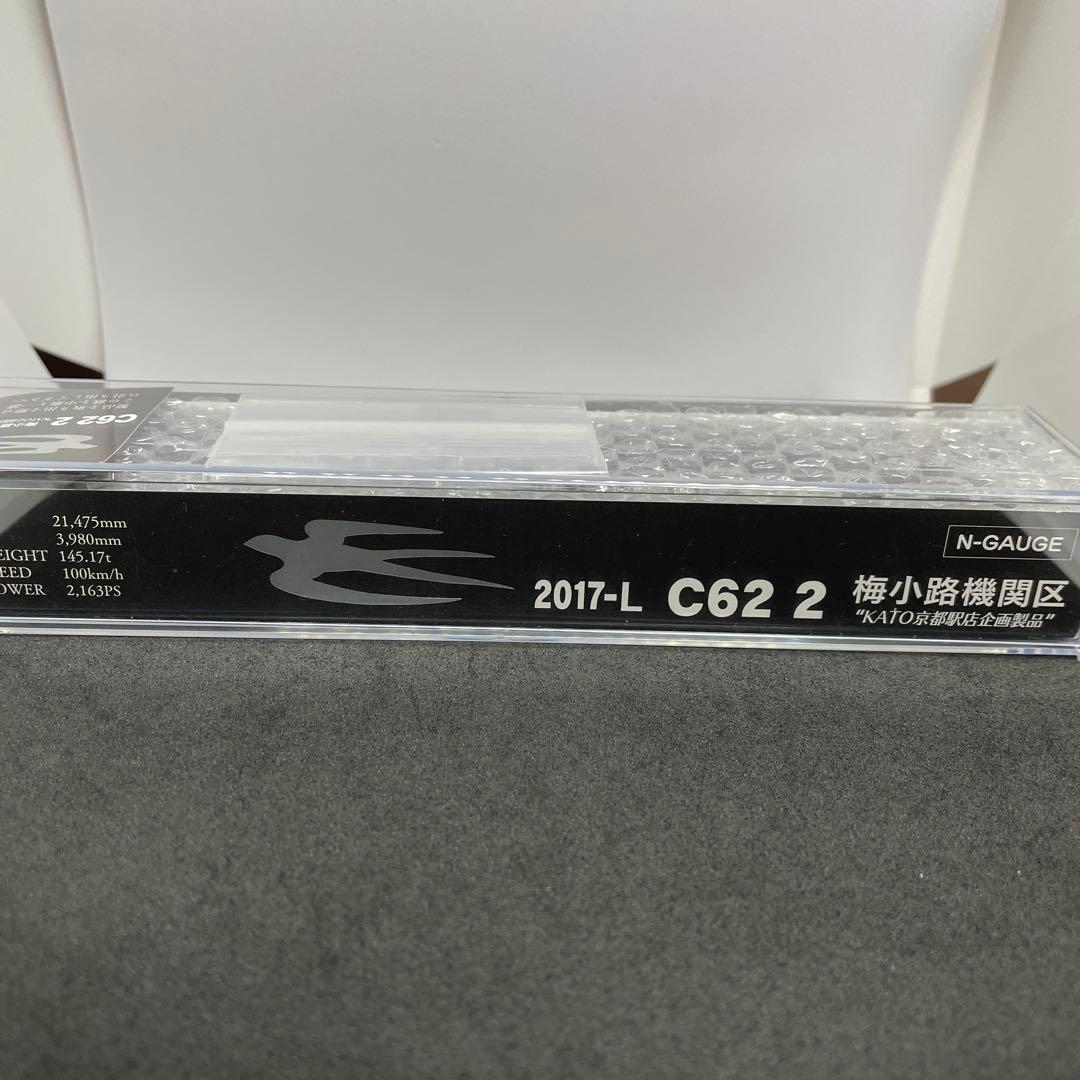 C62 2
21,475mm
3,980mm
EIGHT 145.17t
EED 100km/h
OWER 2,163PS
2017-L C62 2 梅小路機関区
"KATO京都駅店企画製品"
N-GAUGE